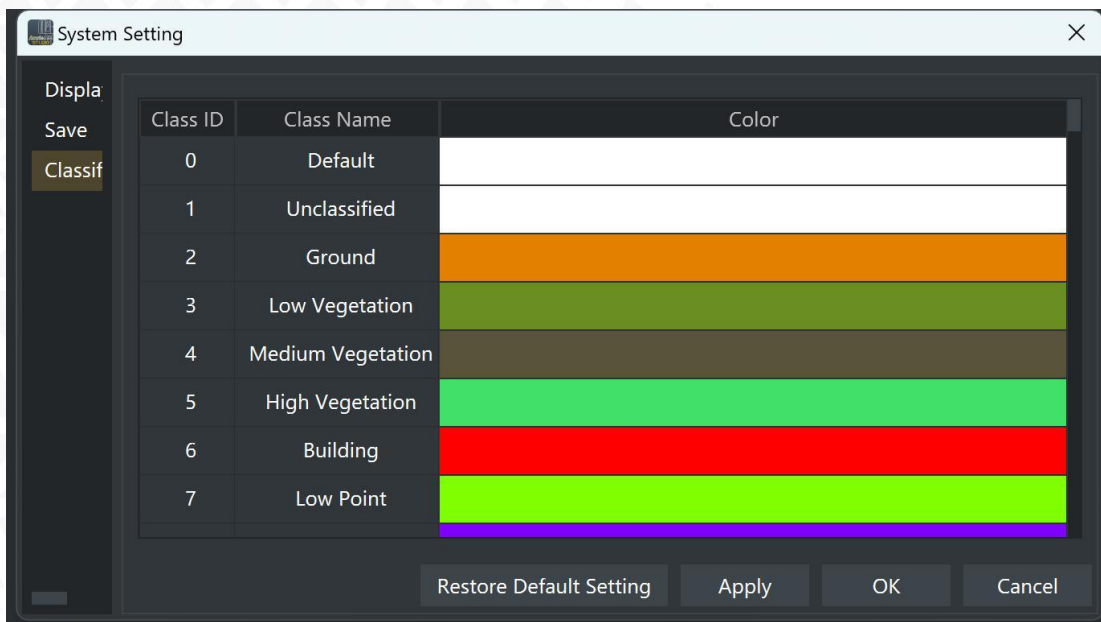 System Setting
Displa
Save
Classif
Class ID Class Name Color
0 Default
1 Unclassified
2 Ground
3 Low Vegetation
4 Medium Vegetation
5 High Vegetation
6 Building
7 Low Point
Restore Default Setting Apply OK Cancel